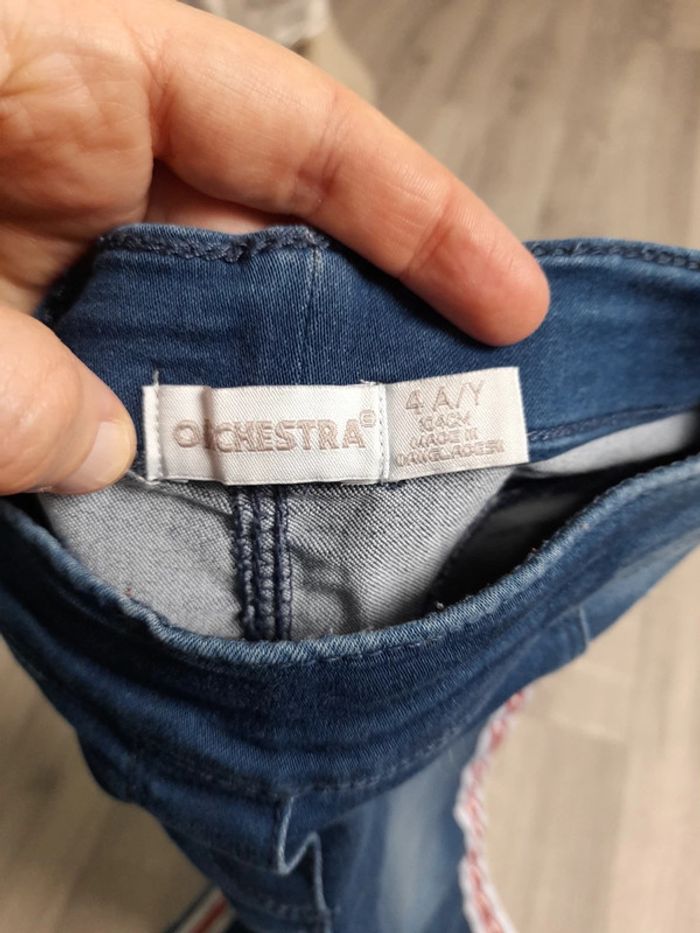 ORCHESTRA®
4 A/Y
104CM
MADE IN
BANGLADESH